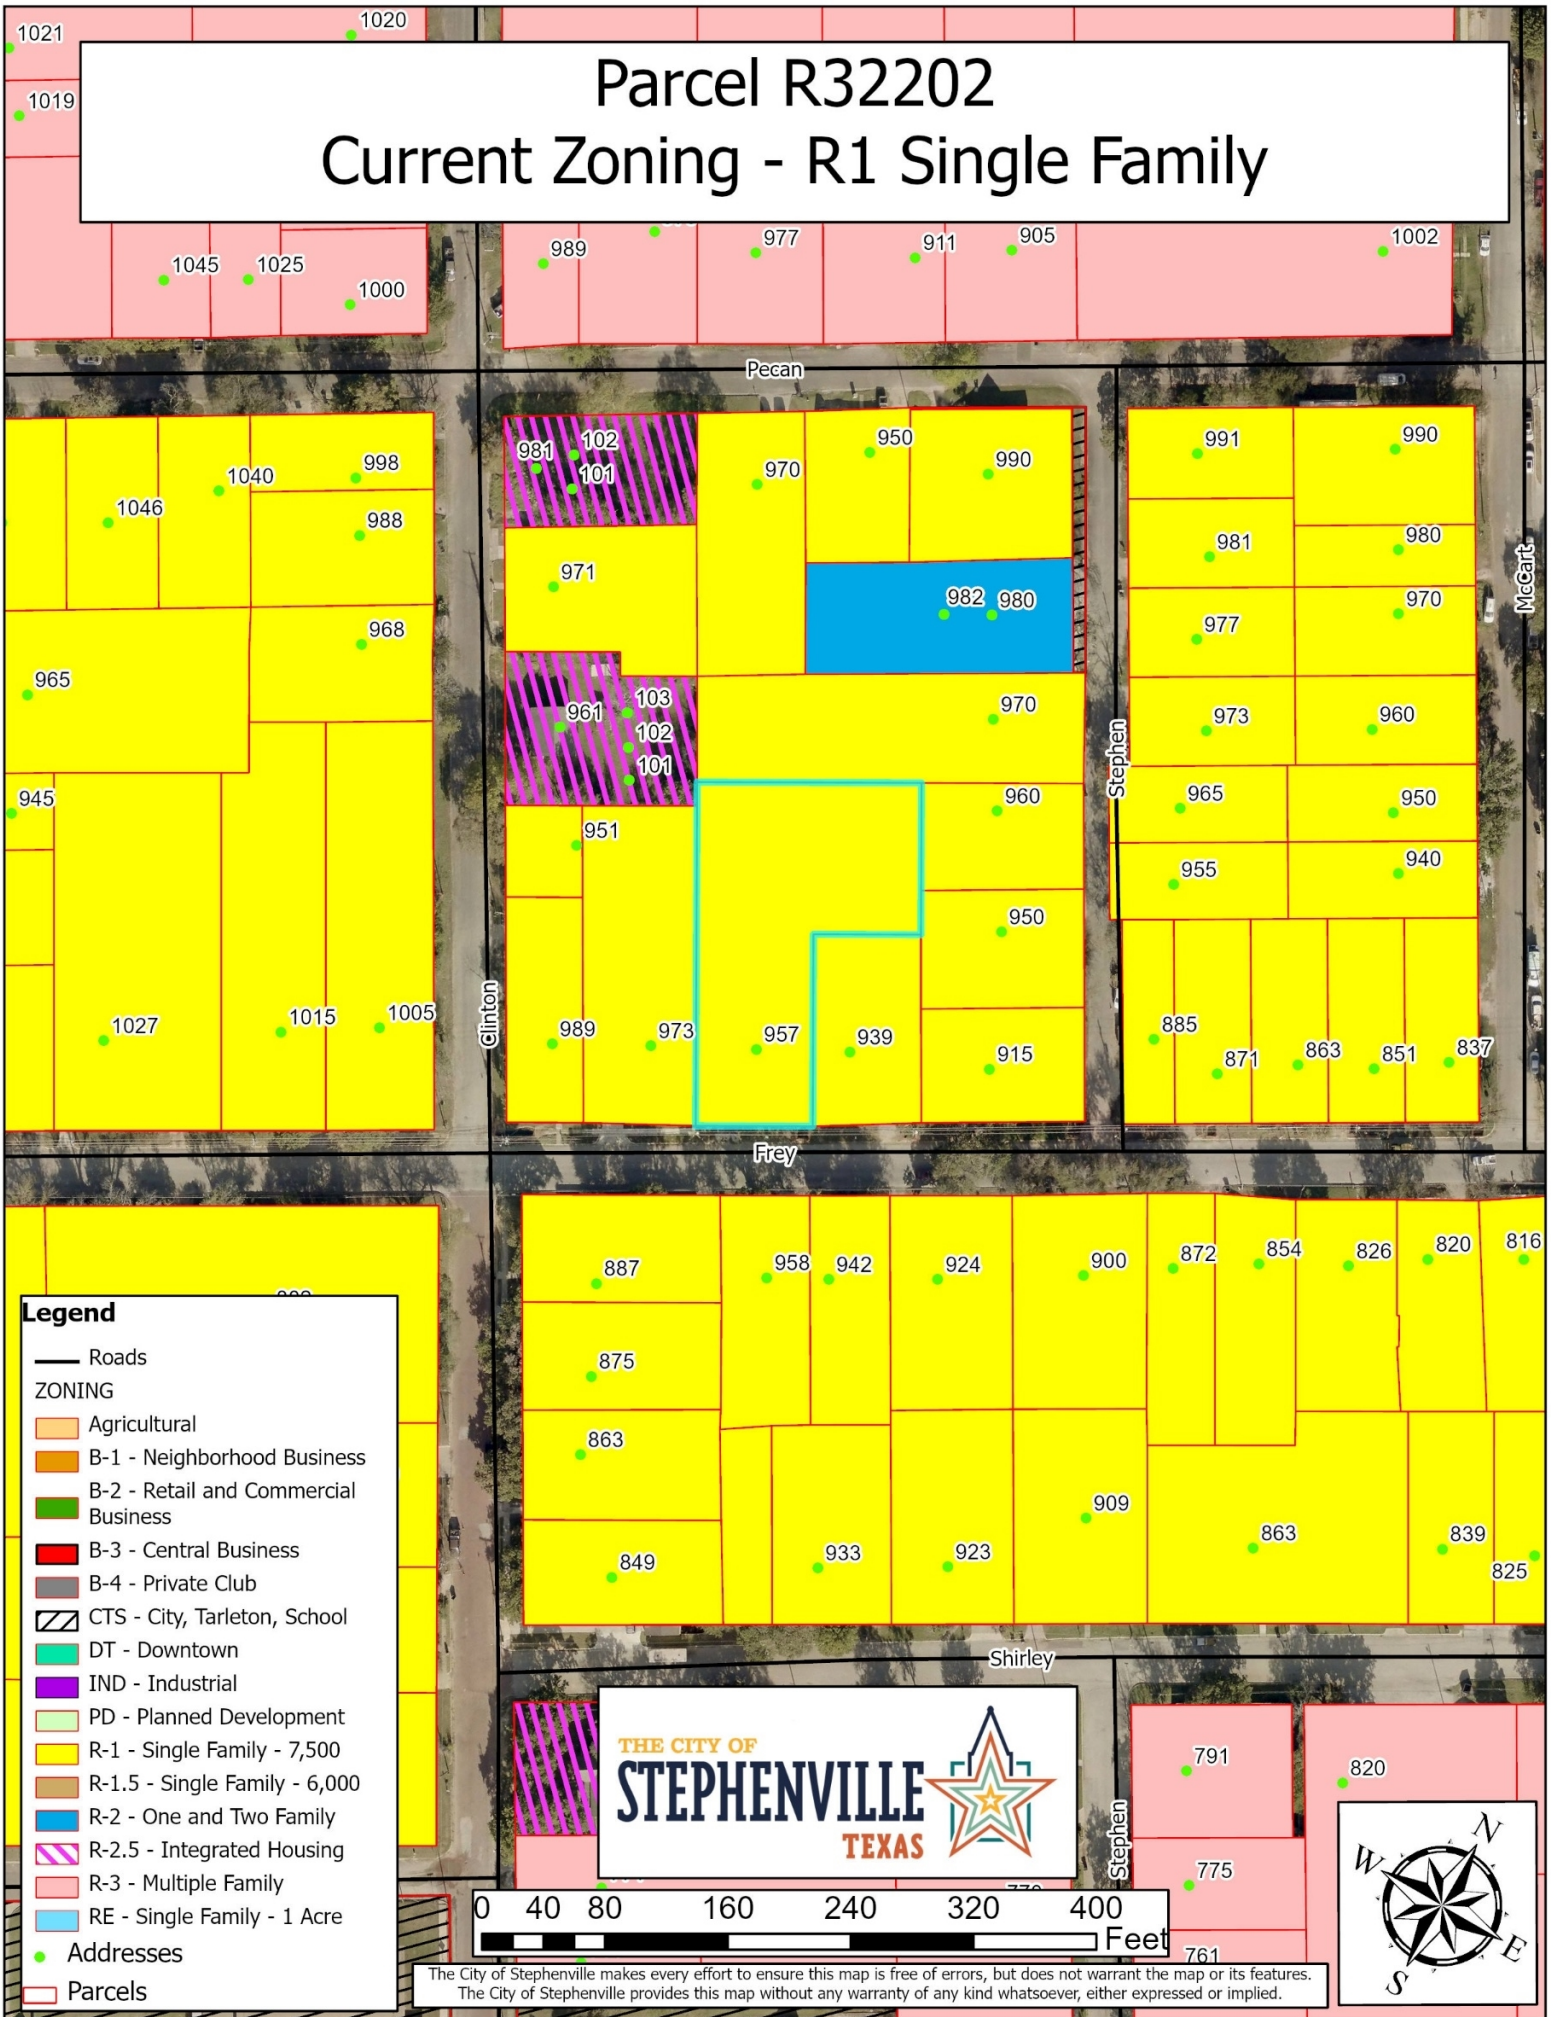 1021
1020
1019
Parcel R32202
Current Zoning - R1 Single Family
1045
1025
1000
989
977
911
905
1002
Pecan
1046
1040
998
988
968
965
945
1027
1015
1005
981
102
101
970
950
990
971
982
980
961
103
102
101
970
951
960
950
989
973
957
939
915
Clinton
Stephen
McCart
991
990
981
980
977
970
973
960
965
950
955
940
885
871
863
851
837
Frey
887
958
942
924
900
872
854
826
820
816
875
863
849
933
923
909
863
839
825
Shirley
Legend
Roads
ZONING
Agricultural
B-1 - Neighborhood Business
B-2 - Retail and Commercial
Business
B-3 - Central Business
B-4 - Private Club
CTS - City, Tarleton, School
DT - Downtown
IND - Industrial
PD - Planned Development
R-1 - Single Family - 7,500
R-1.5 - Single Family - 6,000
R-2 - One and Two Family
R-2.5 - Integrated Housing
R-3 - Multiple Family
RE - Single Family - 1 Acre
Addresses
Parcels
THE CITY OF
STEPHENVILLE
TEXAS
Stephen
791
820
775
761
0 40 80 160 240 320 400
Feet
N
W
E
S
The City of Stephenville makes every effort to ensure this map is free of errors, but does not warrant the map or its features.
The City of Stephenville provides this map without any warranty of any kind whatsoever, either expressed or implied.